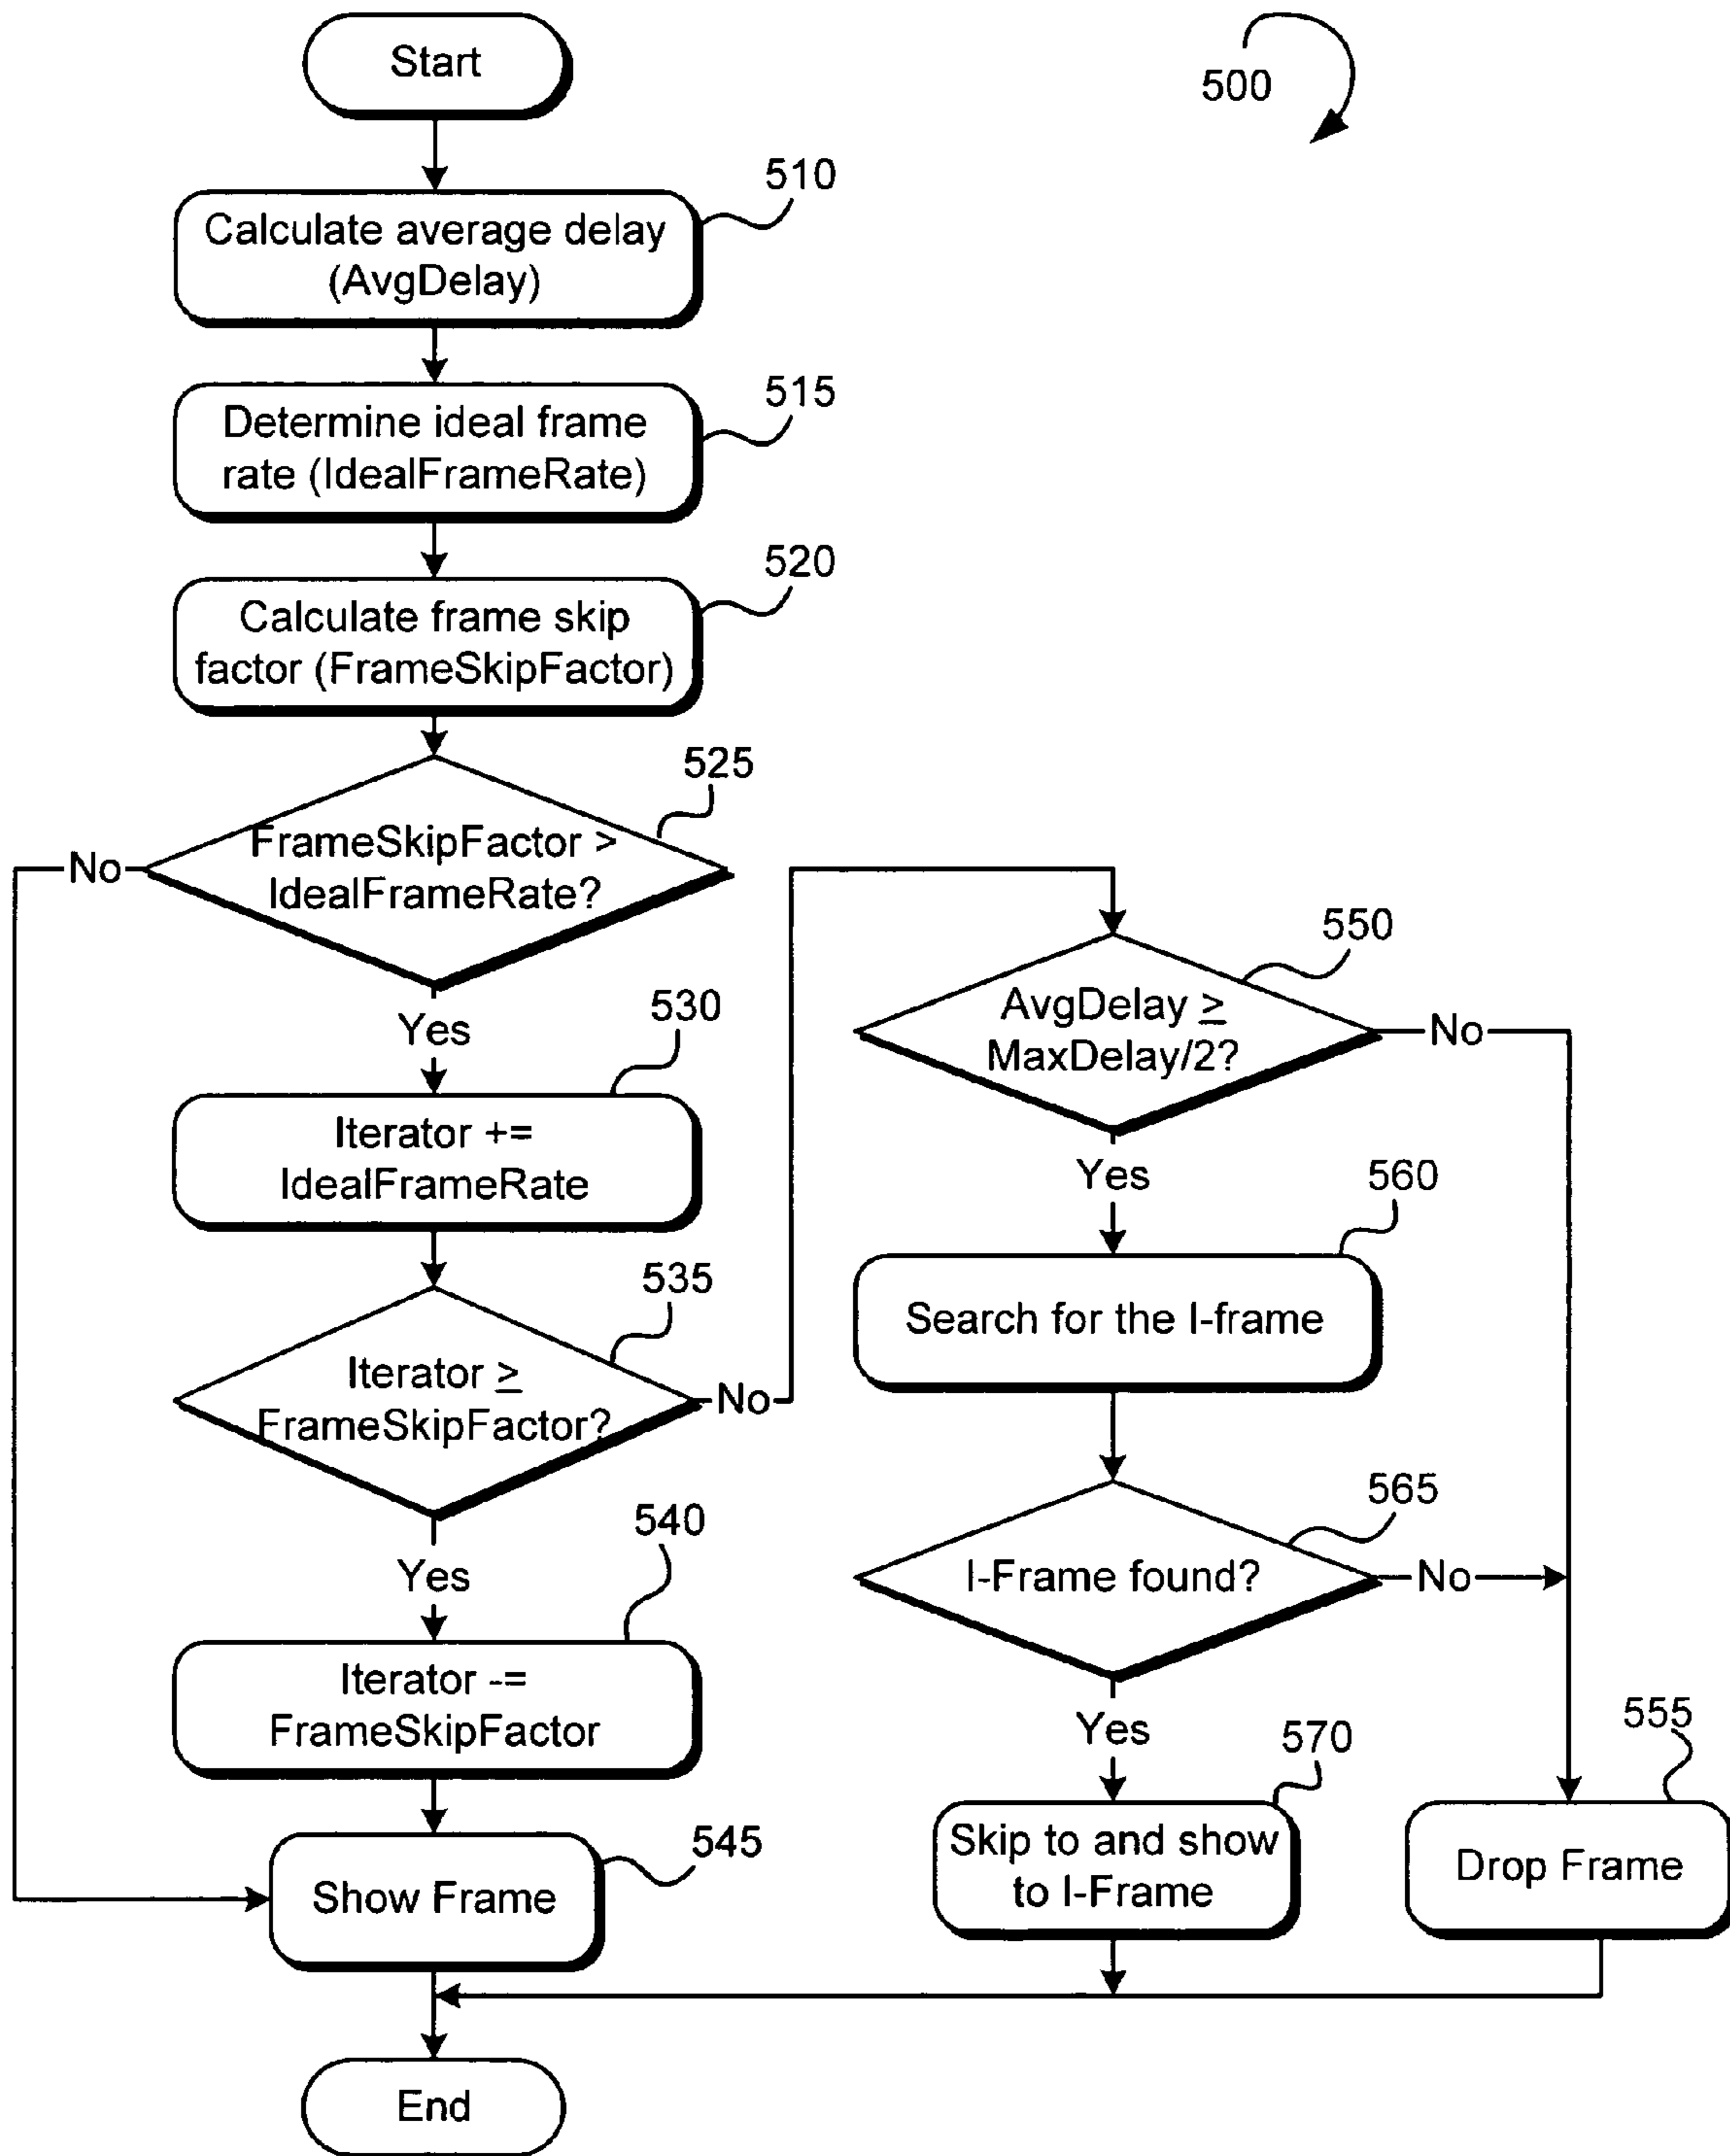 Start
500
510
Calculate average delay
(AvgDelay)
515
Determine ideal frame
rate (IdealFrameRate)
520
Calculate frame skip
factor (FrameSkipFactor)
525
FrameSkipFactor >
IdealFrameRate?
No
Yes
530
Iterator +=
IdealFrameRate
535
Iterator ≥
FrameSkipFactor?
No
Yes
540
Iterator -=
FrameSkipFactor
545
Show Frame
550
AvgDelay ≥
MaxDelay/2?
No
Yes
560
Search for the I-frame
565
I-Frame found?
No
Yes
570
Skip to and show
to I-Frame
555
Drop Frame
End